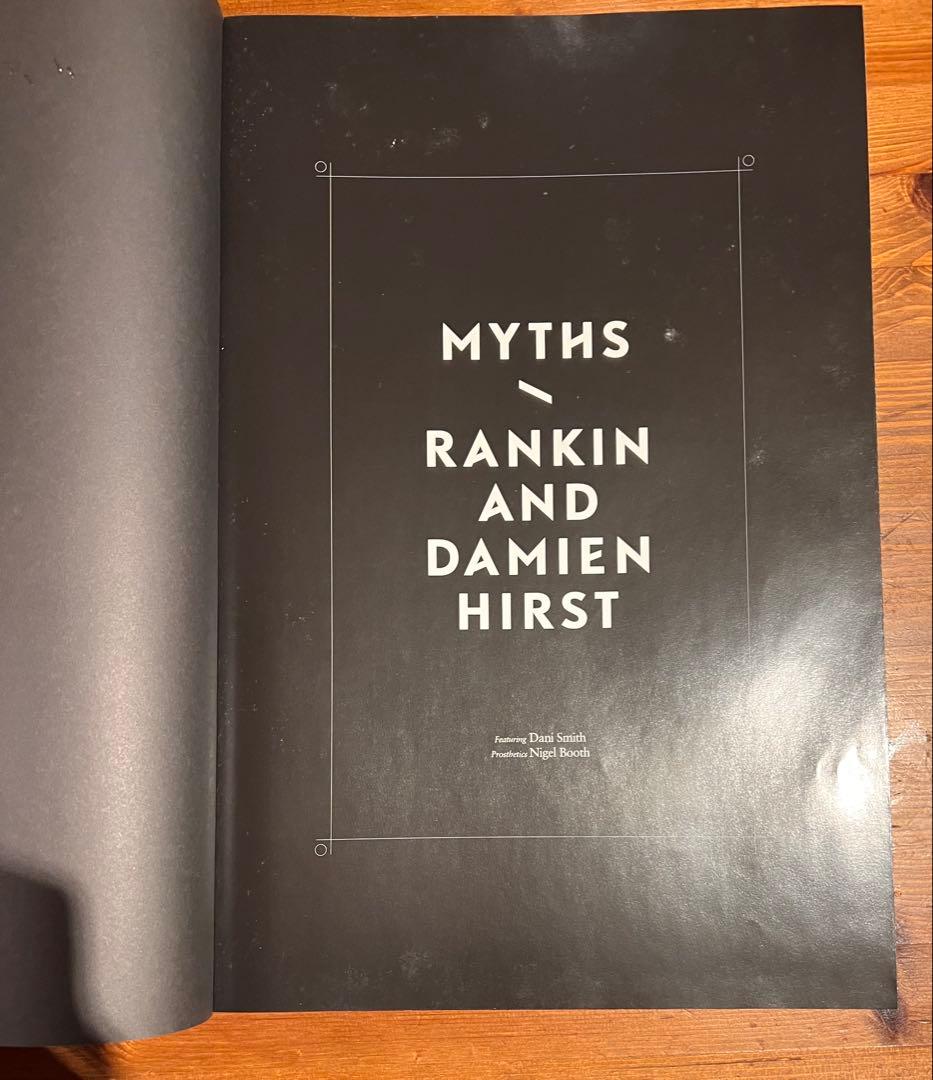 MYTHS
\
RANKIN
AND
DAMIEN
HIRST
Featuring Dani Smith
Prosthetics Nigel Booth